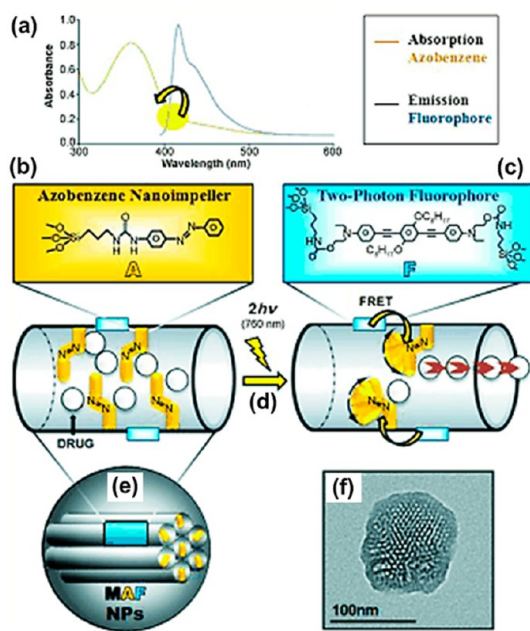 (a)
1.0
0.8
0.6
0.4
0.2
0.0
Absorbance
300
400
500
600
Wavelength (nm)
Absorption
Azobenzene
Emission
Fluorophore
(b)
(c)
Azobenzene Nanoimpeller
A
Two-Photon Fluorophore
F
2hν
(760 nm)
(d)
FRET
N=N
N=N
N=N
N=N
DRUG
N=N
N=N
(e)
MAF
NPs
(f)
100nm